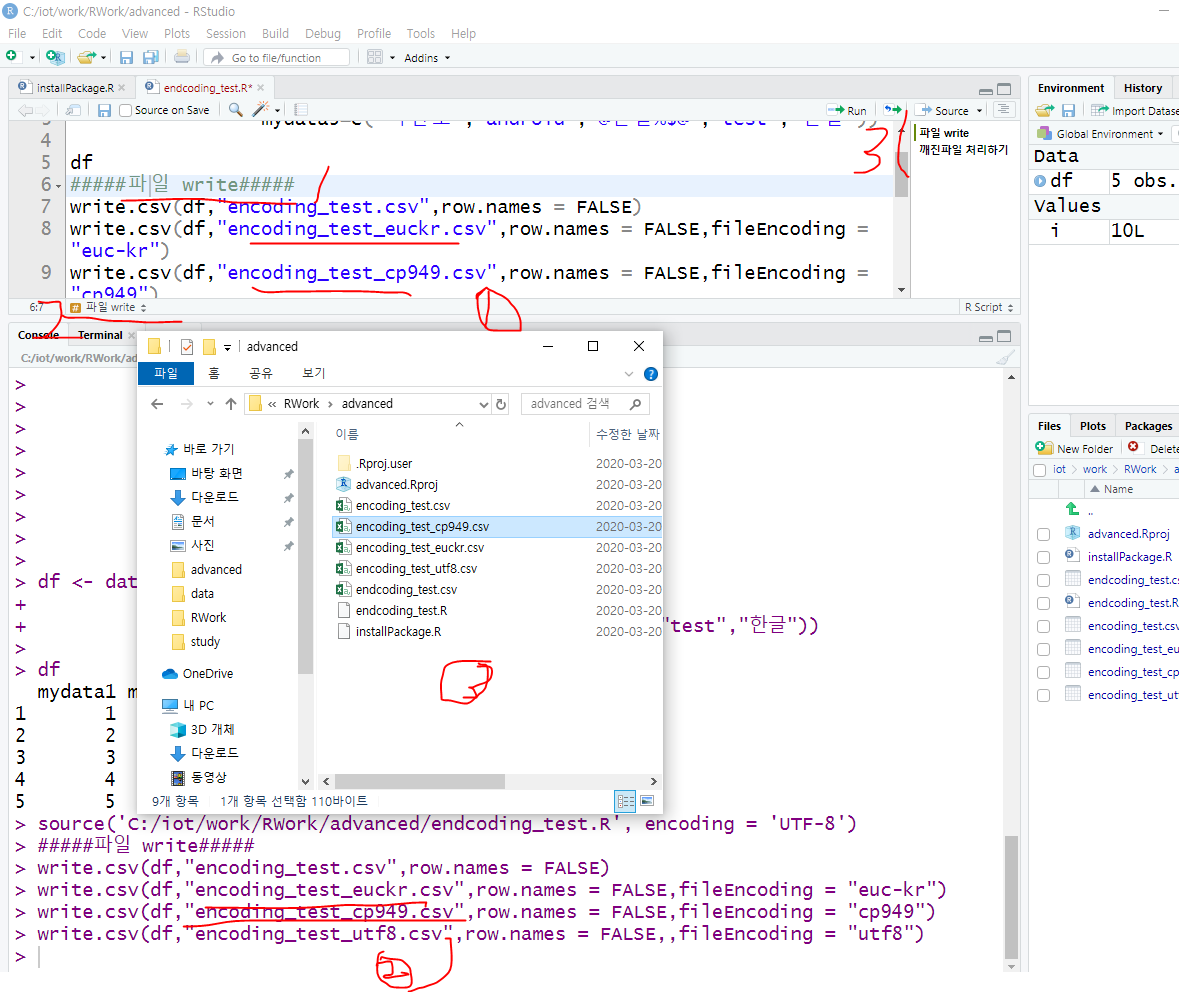 C:/iot/work/RWork/advanced - RStudio
File Edit Code View Plots Session Build Debug Profile Tools Help
Go to file/function Addins
installPackage.R endcoding_test.R*
Source on Save Run Source
4
5 df
6 #####파일 write#####
7 write.csv(df,"encoding_test.csv",row.names = FALSE)
8 write.csv(df,"encoding_test_euckr.csv",row.names = FALSE,fileEncoding =
"euc-kr")
9 write.csv(df,"encoding_test_cp949.csv",row.names = FALSE,fileEncoding =
"cp949")
파일 write
깨진파일 처리하기
3
6:7 # 파일 write R Script
1
Console Terminal
C:/iot/work/RWork/ad
>
>
>
>
>
>
>
>
>
> df <- dat
+
+ "test","한글"))
>
> df
mydata1 m
1 1
2 2
3 3
4 4
5 5
> source('C:/iot/work/RWork/advanced/endcoding_test.R', encoding = 'UTF-8')
> #####파일 write#####
> write.csv(df,"encoding_test.csv",row.names = FALSE)
> write.csv(df,"encoding_test_euckr.csv",row.names = FALSE,fileEncoding = "euc-kr")
> write.csv(df,"encoding_test_cp949.csv",row.names = FALSE,fileEncoding = "cp949")
> write.csv(df,"encoding_test_utf8.csv",row.names = FALSE,,fileEncoding = "utf8")
>
2
advanced
파일 홈 공유 보기
« RWork > advanced advanced 검색
이름 수정한 날짜
바로 가기
바탕 화면
다운로드
문서
사진
advanced
data
RWork
study
OneDrive
내 PC
3D 개체
다운로드
동영상
.Rproj.user 2020-03-20
advanced.Rproj 2020-03-20
encoding_test.csv 2020-03-20
encoding_test_cp949.csv 2020-03-20
encoding_test_euckr.csv 2020-03-20
encoding_test_utf8.csv 2020-03-20
endcoding_test.csv 2020-03-20
endcoding_test.R 2020-03-20
installPackage.R 2020-03-20
3
9개 항목 1개 항목 선택함 110바이트
Environment History
Import Datase
Global Environment
Data
df 5 obs.
Values
i 10L
Files Plots Packages
New Folder Delete
iot > work > RWork > a
Name
..
advanced.Rproj
installPackage.R
endcoding_test.cs
endcoding_test.R
encoding_test.csv
encoding_test_eu
encoding_test_cp
encoding_test_ut